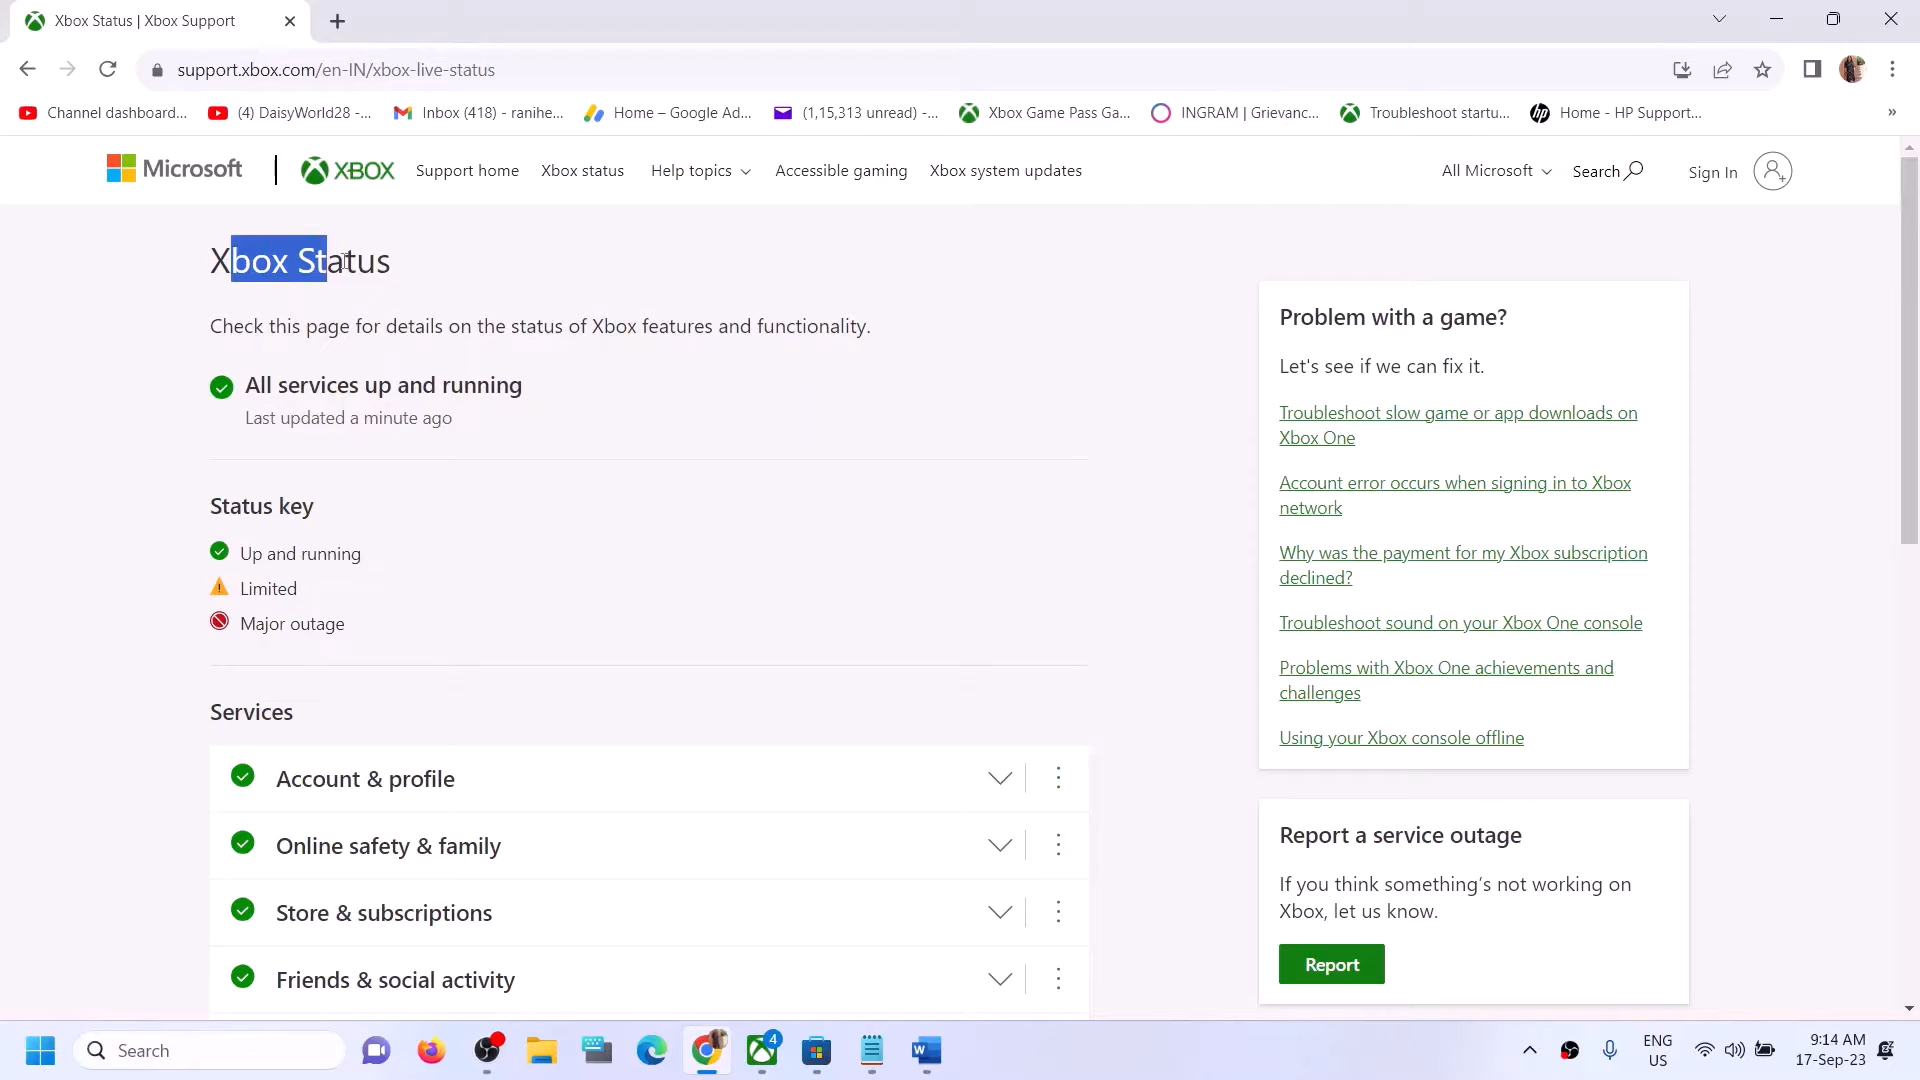 Xbox Status | Xbox Support
support.xbox.com/en-IN/xbox-live-status
Channel dashboard...
(4) DaisyWorld28 -...
Inbox (418) - ranihe...
Home – Google Ad...
(1,15,313 unread) -...
Xbox Game Pass Ga...
INGRAM | Grievanc...
Troubleshoot startu...
Home - HP Support...
»
Microsoft
XBOX
Support home
Xbox status
Help topics
Accessible gaming
Xbox system updates
All Microsoft
Search
Sign In
Xbox Status
Check this page for details on the status of Xbox features and functionality.
All services up and running
Last updated a minute ago
Status key
Up and running
Limited
Major outage
Services
Account & profile
Online safety & family
Store & subscriptions
Friends & social activity
Problem with a game?
Let's see if we can fix it.
Troubleshoot slow game or app downloads on
Xbox One
Account error occurs when signing in to Xbox
network
Why was the payment for my Xbox subscription
declined?
Troubleshoot sound on your Xbox One console
Problems with Xbox One achievements and
challenges
Using your Xbox console offline
Report a service outage
If you think something’s not working on
Xbox, let us know.
Report
Search
4
ENG
US
9:14 AM
17-Sep-23